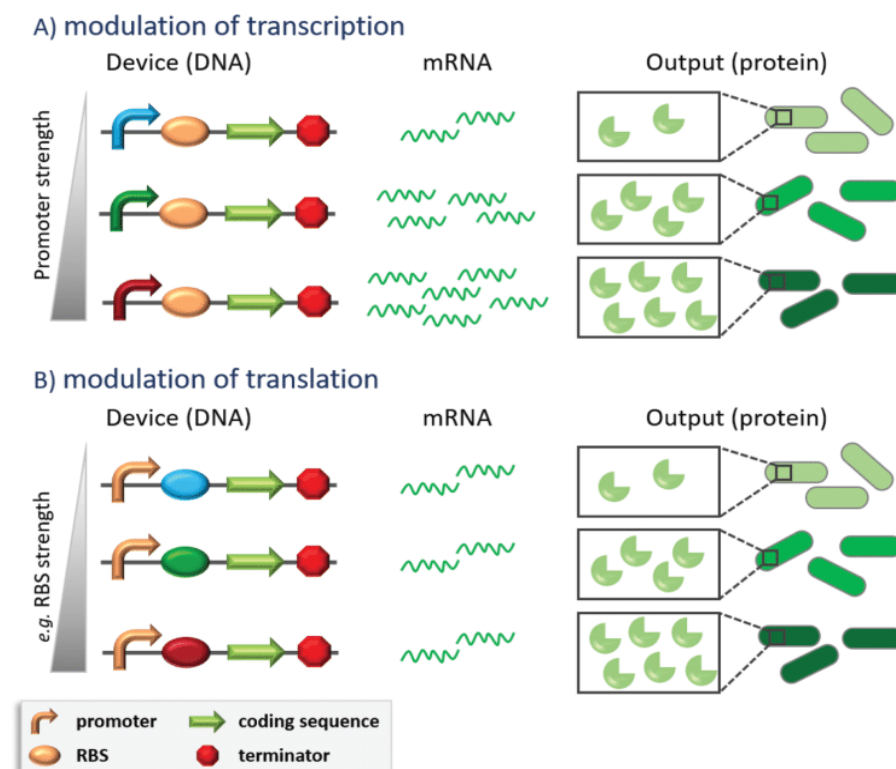 A) modulation of transcription
Device (DNA) mRNA Output (protein)
Promoter strength
B) modulation of translation
Device (DNA) mRNA Output (protein)
e.g. RBS strength
promoter coding sequence
RBS terminator